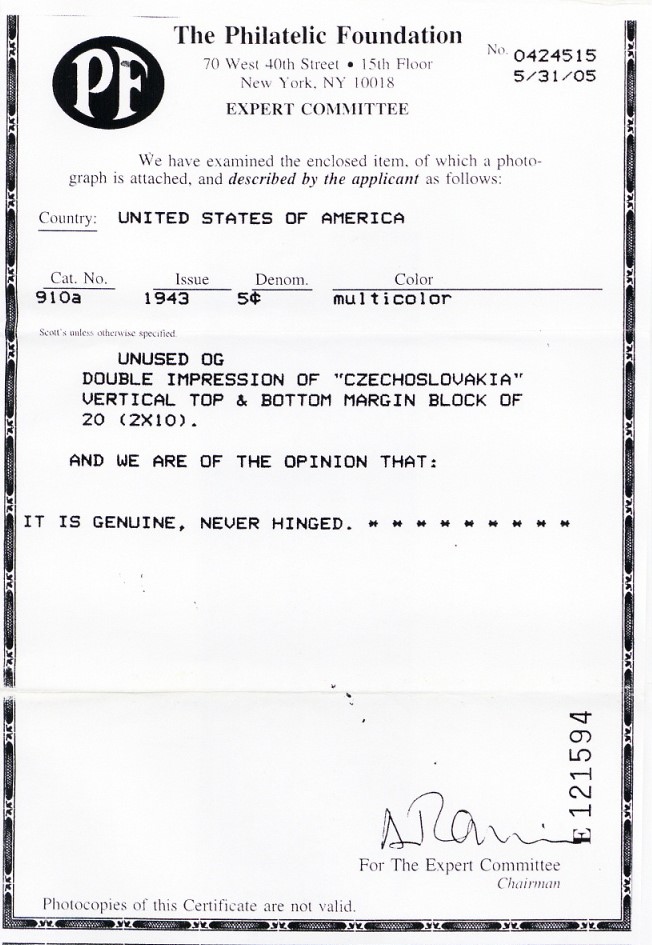 The Philatelic Foundation
PF
70 West 40th Street • 15th Floor
New York, NY 10018
EXPERT COMMITTEE
No. 0424515
5/31/05
We have examined the enclosed item, of which a photo-
graph is attached, and described by the applicant as follows:
Country: UNITED STATES OF AMERICA
Cat. No. Issue Denom. Color
910a 1943 5¢ multicolor
Scott's unless otherwise specified.
UNUSED OG
DOUBLE IMPRESSION OF "CZECHOSLOVAKIA"
VERTICAL TOP & BOTTOM MARGIN BLOCK OF
20 (2X10).
AND WE ARE OF THE OPINION THAT:
IT IS GENUINE, NEVER HINGED. * * * * * * * * *
E 121594
For The Expert Committee
Chairman
Photocopies of this Certificate are not valid.